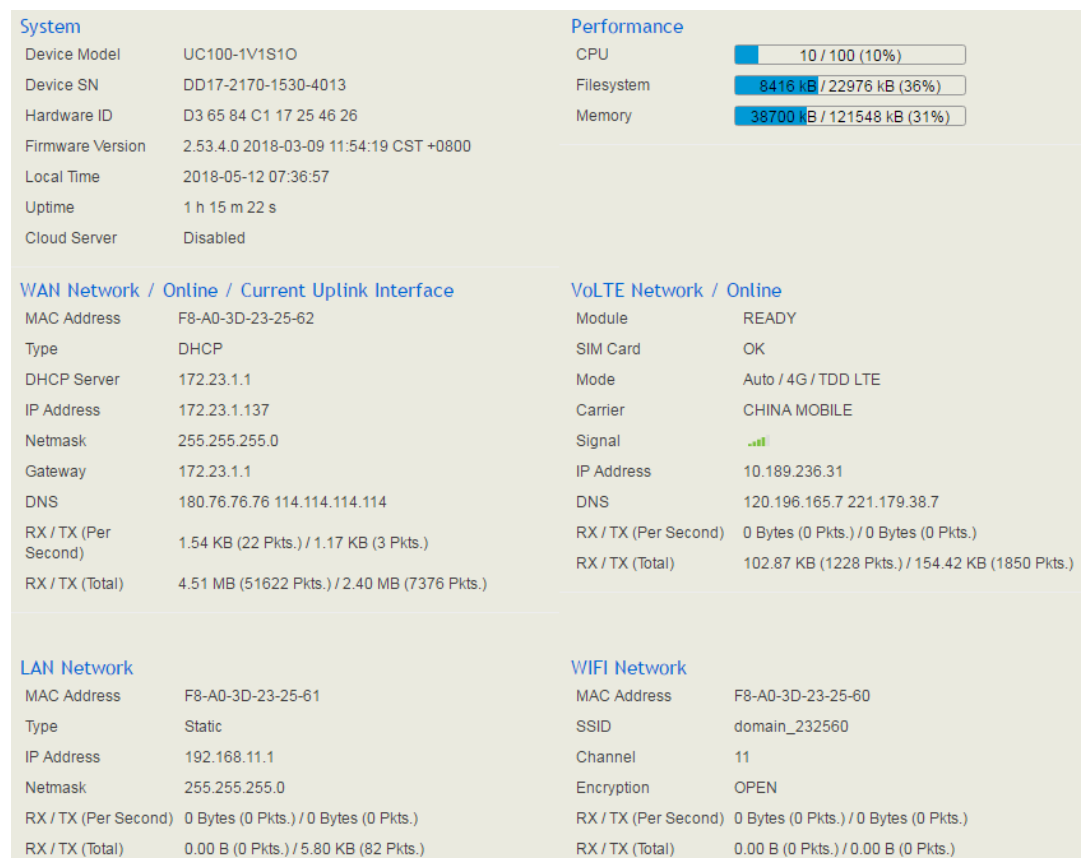 System
Device Model UC100-1V1S1O
Device SN DD17-2170-1530-4013
Hardware ID D3 65 84 C1 17 25 46 26
Firmware Version 2.53.4.0 2018-03-09 11:54:19 CST +0800
Local Time 2018-05-12 07:36:57
Uptime 1 h 15 m 22 s
Cloud Server Disabled
Performance
CPU 10 / 100 (10%)
Filesystem 8416 kB / 22976 kB (36%)
Memory 38700 kB / 121548 kB (31%)
WAN Network / Online / Current Uplink Interface
MAC Address F8-A0-3D-23-25-62
Type DHCP
DHCP Server 172.23.1.1
IP Address 172.23.1.137
Netmask 255.255.255.0
Gateway 172.23.1.1
DNS 180.76.76.76 114.114.114.114
RX / TX (Per
Second) 1.54 KB (22 Pkts.) / 1.17 KB (3 Pkts.)
RX / TX (Total) 4.51 MB (51622 Pkts.) / 2.40 MB (7376 Pkts.)
VoLTE Network / Online
Module READY
SIM Card OK
Mode Auto / 4G / TDD LTE
Carrier CHINA MOBILE
Signal
IP Address 10.189.236.31
DNS 120.196.165.7 221.179.38.7
RX / TX (Per Second) 0 Bytes (0 Pkts.) / 0 Bytes (0 Pkts.)
RX / TX (Total) 102.87 KB (1228 Pkts.) / 154.42 KB (1850 Pkts.)
LAN Network
MAC Address F8-A0-3D-23-25-61
Type Static
IP Address 192.168.11.1
Netmask 255.255.255.0
RX / TX (Per Second) 0 Bytes (0 Pkts.) / 0 Bytes (0 Pkts.)
RX / TX (Total) 0.00 B (0 Pkts.) / 5.80 KB (82 Pkts.)
WIFI Network
MAC Address F8-A0-3D-23-25-60
SSID domain_232560
Channel 11
Encryption OPEN
RX / TX (Per Second) 0 Bytes (0 Pkts.) / 0 Bytes (0 Pkts.)
RX / TX (Total) 0.00 B (0 Pkts.) / 0.00 B (0 Pkts.)